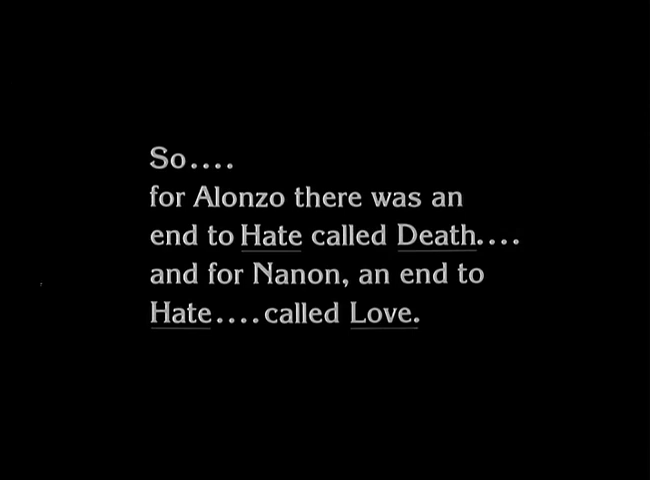 So....
for Alonzo there was an
end to Hate called Death....
and for Nanon, an end to
Hate....called Love.